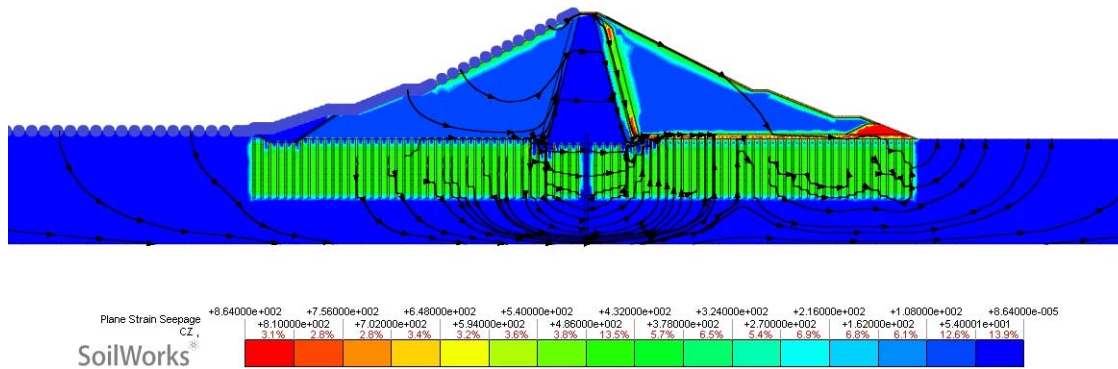 +8.64000e+002 +7.56000e+002 +6.48000e+002 +5.40000e+002 +4.32000e+002 +3.24000e+002 +2.16000e+002 +1.08000e+002 +8.64000e-005
Plane Strain Seepage +8.10000e+002 +7.02000e+002 +5.94000e+002 +4.86000e+002 +3.78000e+002 +2.70000e+002 +1.62000e+002 +5.40001e+001
CZ , 3.1% 2.8% 2.8% 3.4% 3.2% 3.6% 3.8% 13.5% 5.7% 6.5% 5.4% 6.9% 6.8% 6.1% 12.6% 13.9%
SoilWorks